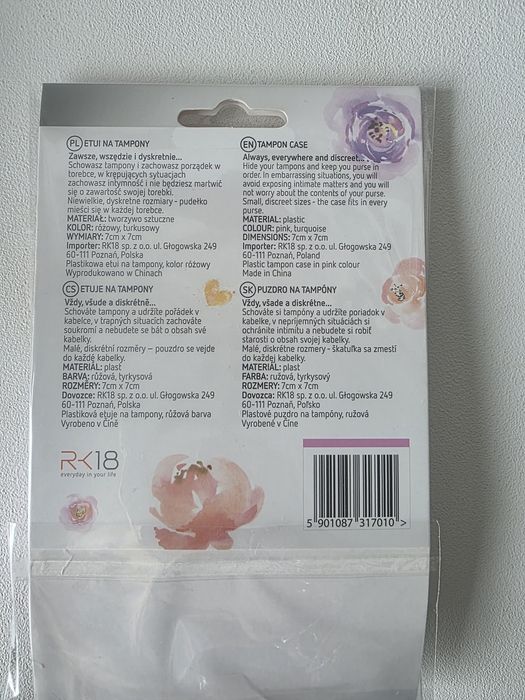 PL ETUI NA TAMPONY
Zawsze, wszędzie i dyskretnie...
Schowasz tampony i zachowasz porządek w
torebce, w krępujących sytuacjach
zachowasz intymność i nie będziesz martwić
się o zawartość swojej torebki.
Niewielkie, dyskretne rozmiary - pudełko
mieści się w każdej torebce.
MATERIAŁ: tworzywo sztuczne
KOLOR: różowy, turkusowy
WYMIARY: 7cm x 7cm
Importer: RK18 sp. z o.o. ul. Głogowska 249
60-111 Poznań, Polska
Plastikowa etui na tampony, kolor różowy
Wyprodukowano w Chinach
EN TAMPON CASE
Always, everywhere and discreet...
Hide your tampons and keep you purse in
order. In embarrassing situations, you will
avoid exposing intimate matters and you will
not worry about the contents of your purse.
Small, discreet sizes - the case fits in every
purse.
MATERIAL: plastic
COLOUR: pink, turquoise
DIMENSIONS: 7cm x 7cm
Importer: RK18 sp. z o.o. ul. Głogowska 249
60-111 Poznań, Poland
Plastic tampon case in pink colour
Made in China
CS ETUJE NA TAMPONY
Vždy, všude a diskrétně...
Schováte tampony a udržíte pořádek v
kabelce, v trapných situacích zachováte
soukromí a nebudete se bát o obsah své
kabelky.
Malé, diskrétní rozměry – pouzdro se vejde
do každé kabelky.
MATERIÁL: plast
BARVA: růžová, tyrkysová
ROZMĚRY: 7cm x 7cm
Dovozce: RK18 sp. z o.o. ul. Głogowska 249
60-111 Poznań, Polska
Plastiková etuje na tampony, růžová barva
Vyrobeno v Číně
SK PUZDRO NA TAMPÓNY
Vždy, všade a diskrétne...
Schováte si tampóny a udržíte poriadok v
kabelke, v nepríjemných situáciách si
ochránite intimitu a nebudete si robiť
starosti o obsah svojej kabelky.
Malé, diskrétne rozmery - škatuľka sa zmestí
do každej kabelky.
MATERIÁL: plast
FARBA: ružová, tyrkysový
ROZMERY: 7cm x 7cm
Dovozca: RK18 sp. z o.o. ul. Głogowska 249
60-111 Poznań, Poľsko
Plastové puzdro na tampóny, ružová
Vyrobené v Číne
RK18
everyday in your life
5 901087 317010 >